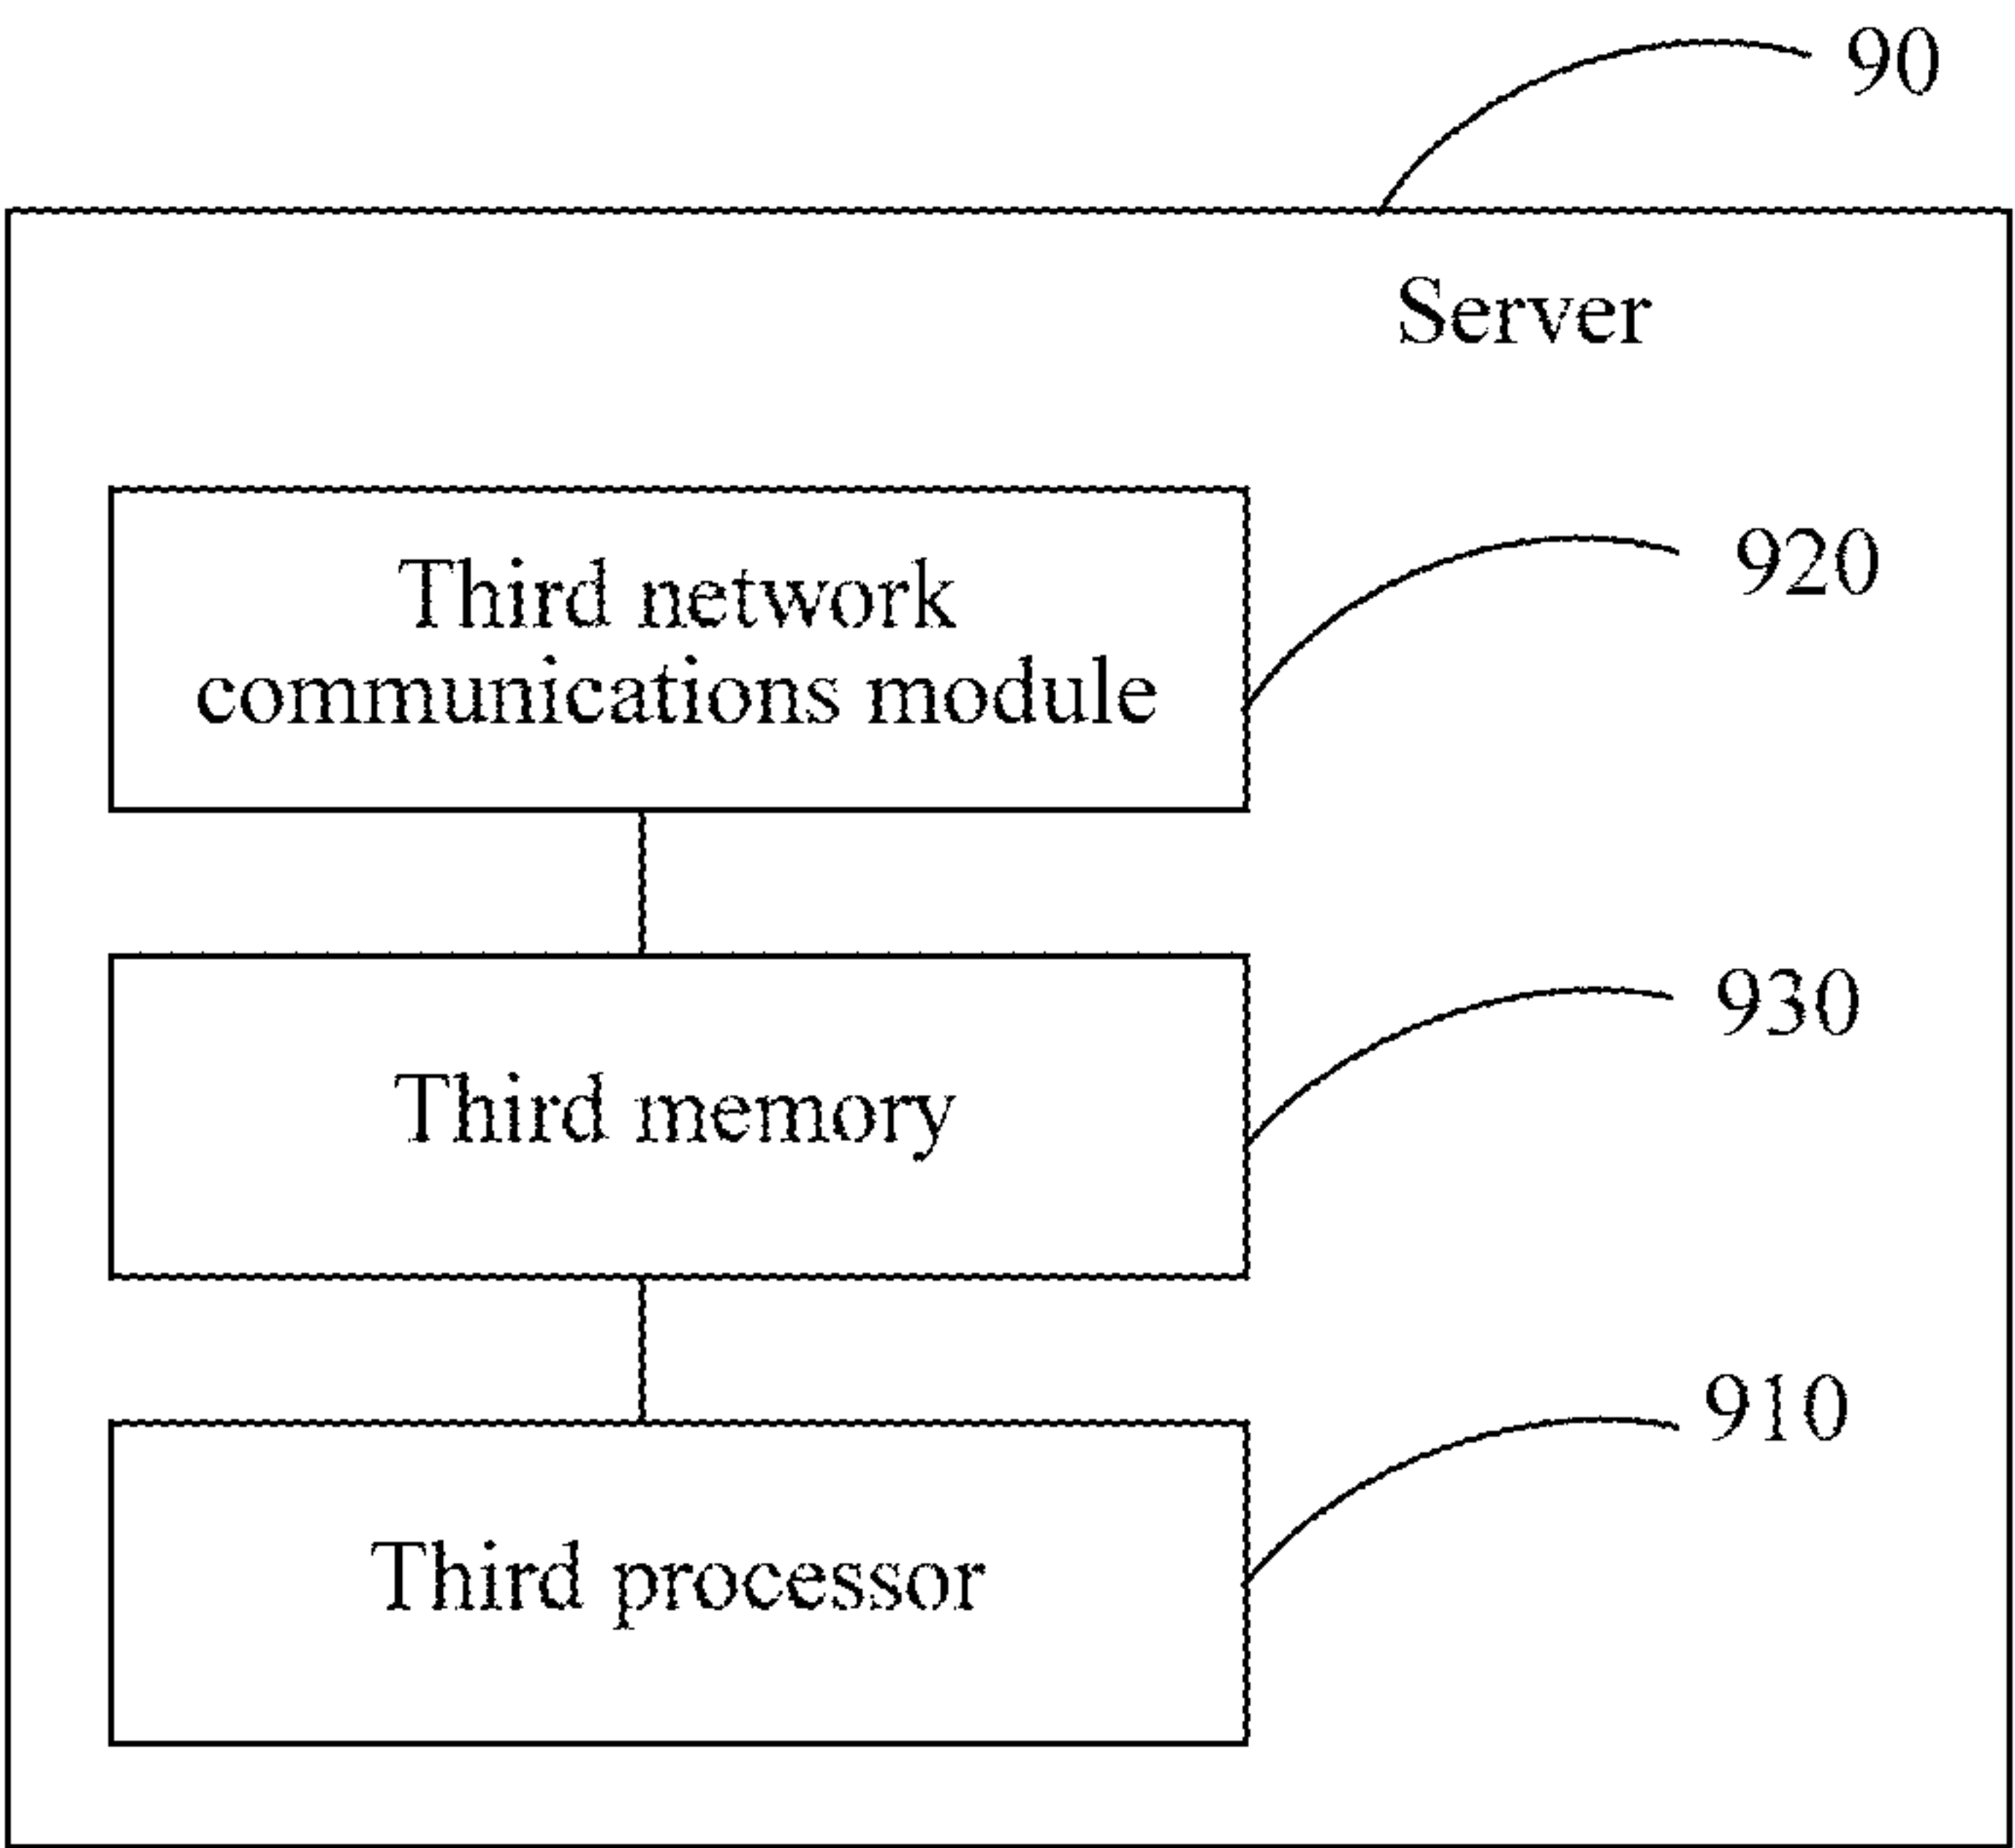 90
Server
Third network
communications module
920
Third memory
930
Third processor
910